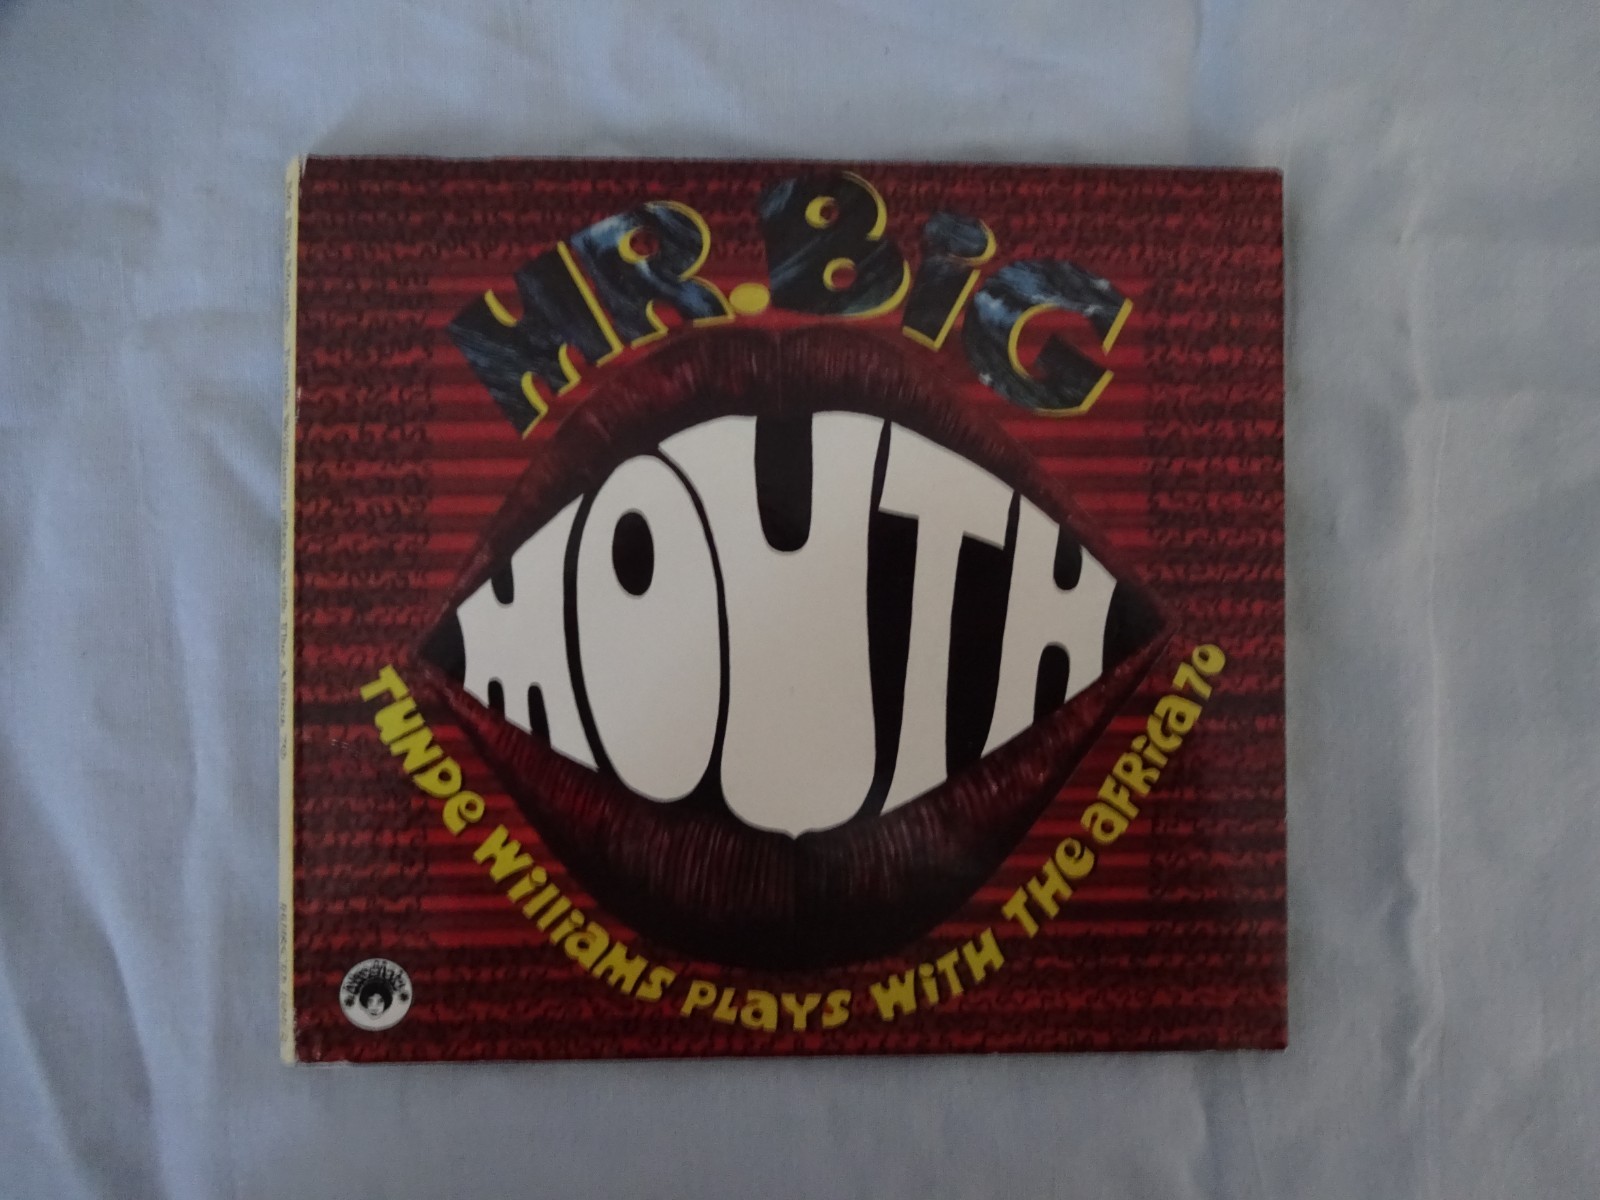 MR. BiG
MOUTH
TUNDE WilliAMS PLAYS WiTH THE AFRiCA 70